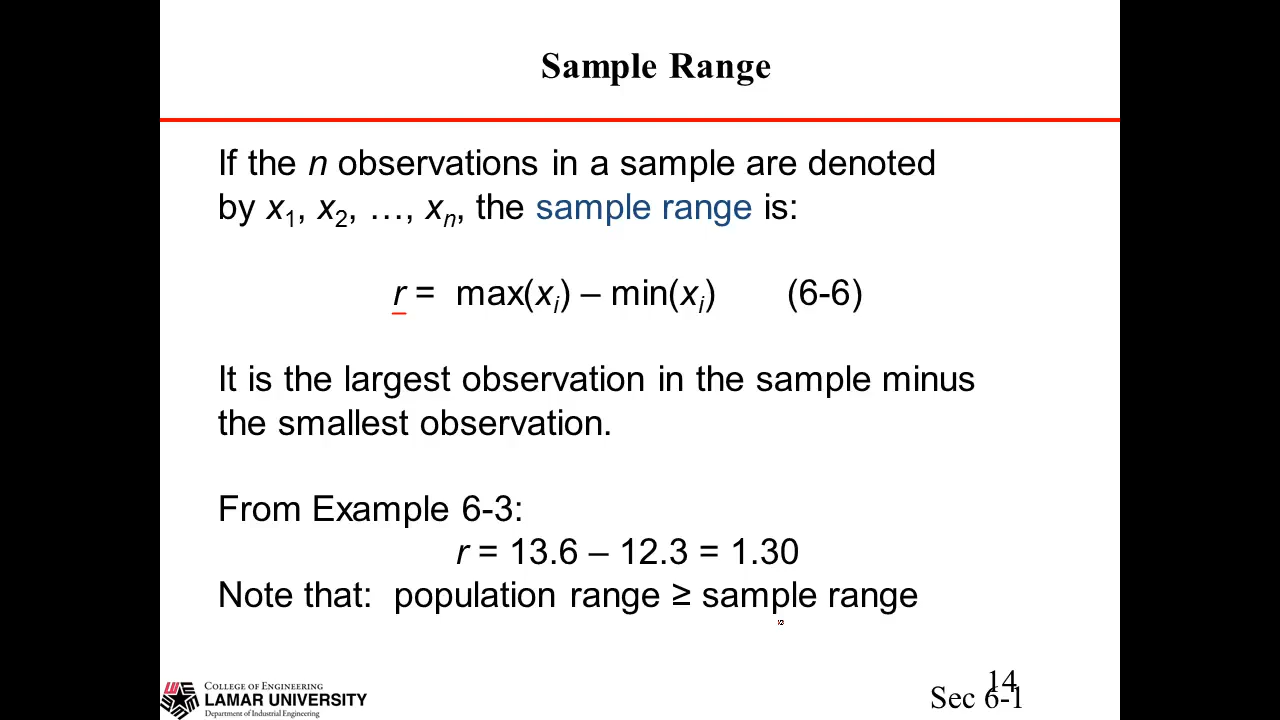 Sample Range
If the n observations in a sample are denoted
by x1, x2, …, xn, the sample range is:
r = max(xi) – min(xi) (6-6)
It is the largest observation in the sample minus
the smallest observation.
From Example 6-3:
r = 13.6 – 12.3 = 1.30
Note that: population range ≥ sample range
COLLEGE OF ENGINEERING
LAMAR UNIVERSITY
Department of Industrial Engineering
14
Sec 6-1